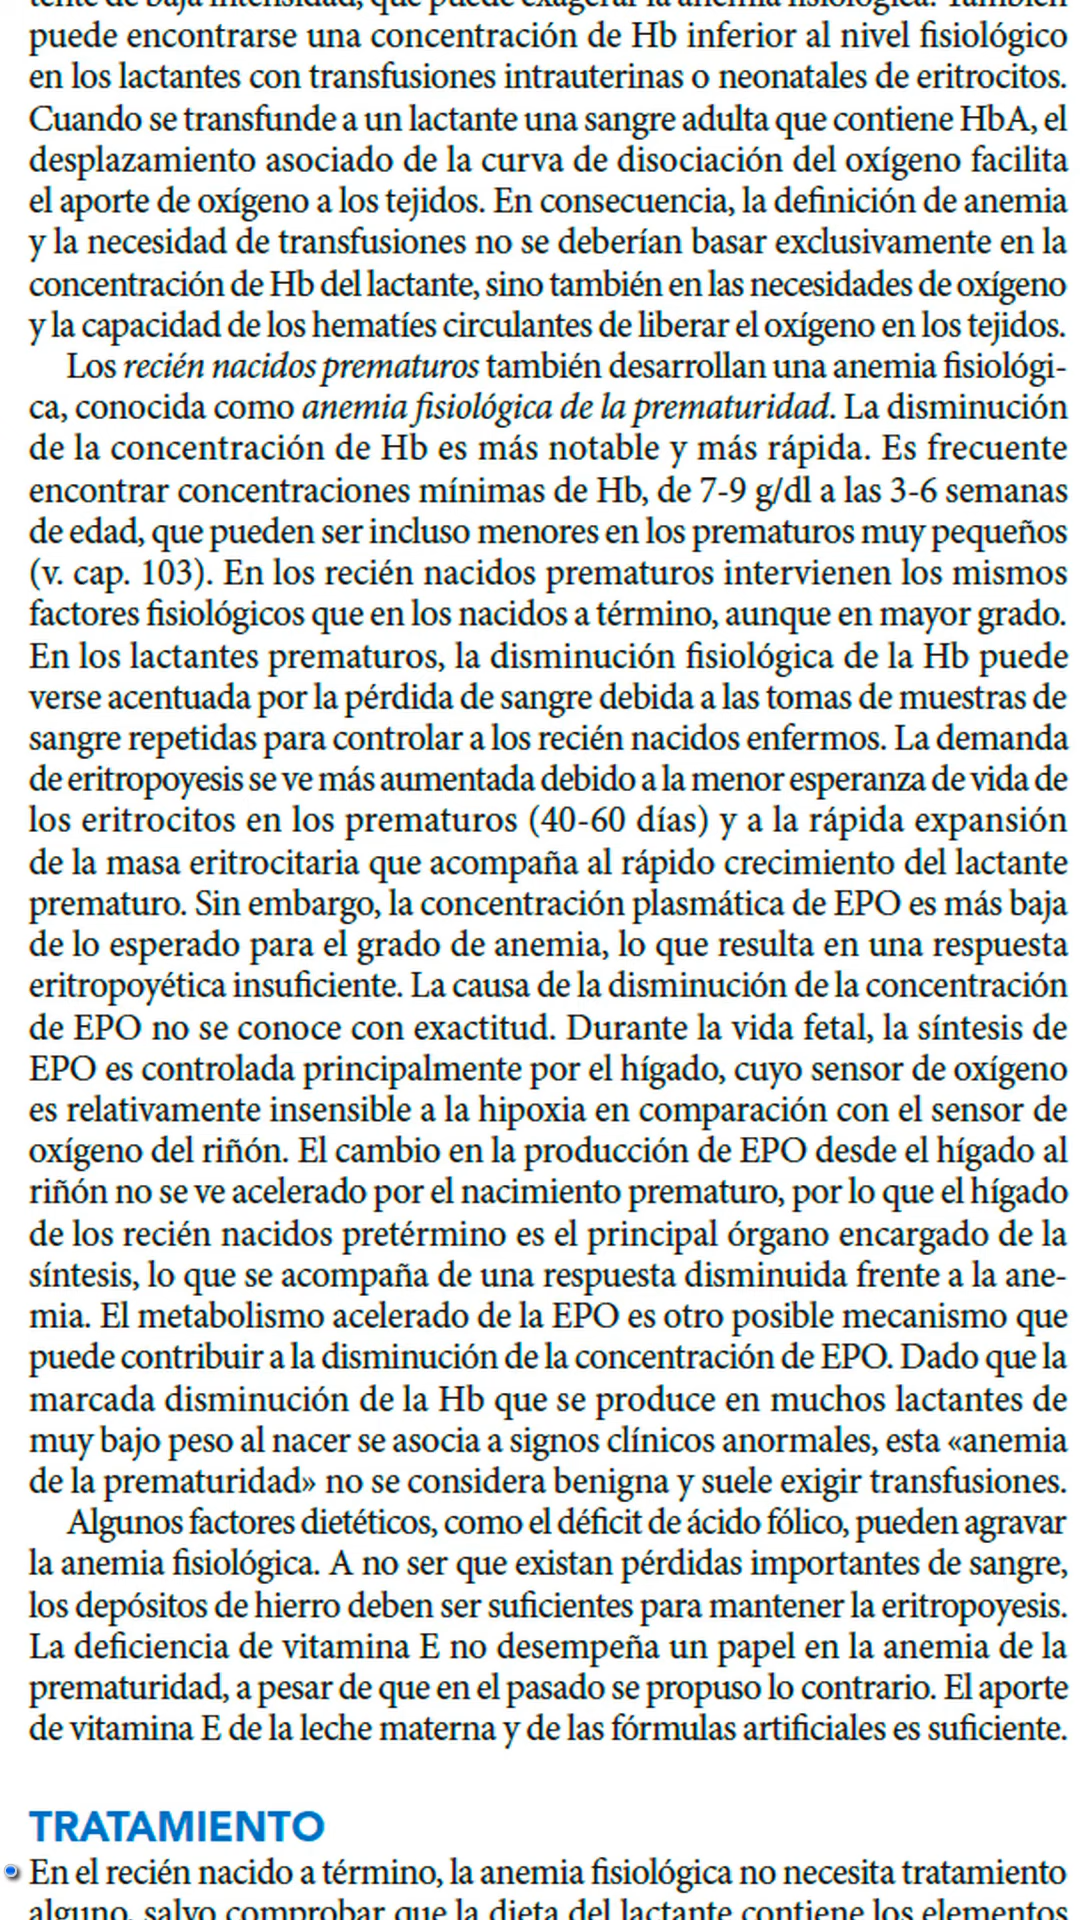 tente de baja intensidad, que puede exagerar la anemia fisiológica. También
puede encontrarse una concentración de Hb inferior al nivel fisiológico
en los lactantes con transfusiones intrauterinas o neonatales de eritrocitos.
Cuando se transfunde a un lactante una sangre adulta que contiene HbA, el
desplazamiento asociado de la curva de disociación del oxígeno facilita
el aporte de oxígeno a los tejidos. En consecuencia, la definición de anemia
y la necesidad de transfusiones no se deberían basar exclusivamente en la
concentración de Hb del lactante, sino también en las necesidades de oxígeno
y la capacidad de los hematíes circulantes de liberar el oxígeno en los tejidos.
Los recién nacidos prematuros también desarrollan una anemia fisiológi-
ca, conocida como anemia fisiológica de la prematuridad. La disminución
de la concentración de Hb es más notable y más rápida. Es frecuente
encontrar concentraciones mínimas de Hb, de 7-9 g/dl a las 3-6 semanas
de edad, que pueden ser incluso menores en los prematuros muy pequeños
(v. cap. 103). En los recién nacidos prematuros intervienen los mismos
factores fisiológicos que en los nacidos a término, aunque en mayor grado.
En los lactantes prematuros, la disminución fisiológica de la Hb puede
verse acentuada por la pérdida de sangre debida a las tomas de muestras de
sangre repetidas para controlar a los recién nacidos enfermos. La demanda
de eritropoyesis se ve más aumentada debido a la menor esperanza de vida de
los eritrocitos en los prematuros (40-60 días) y a la rápida expansión
de la masa eritrocitaria que acompaña al rápido crecimiento del lactante
prematuro. Sin embargo, la concentración plasmática de EPO es más baja
de lo esperado para el grado de anemia, lo que resulta en una respuesta
eritropoyética insuficiente. La causa de la disminución de la concentración
de EPO no se conoce con exactitud. Durante la vida fetal, la síntesis de
EPO es controlada principalmente por el hígado, cuyo sensor de oxígeno
es relativamente insensible a la hipoxia en comparación con el sensor de
oxígeno del riñón. El cambio en la producción de EPO desde el hígado al
riñón no se ve acelerado por el nacimiento prematuro, por lo que el hígado
de los recién nacidos pretérmino es el principal órgano encargado de la
síntesis, lo que se acompaña de una respuesta disminuida frente a la ane-
mia. El metabolismo acelerado de la EPO es otro posible mecanismo que
puede contribuir a la disminución de la concentración de EPO. Dado que la
marcada disminución de la Hb que se produce en muchos lactantes de
muy bajo peso al nacer se asocia a signos clínicos anormales, esta «anemia
de la prematuridad» no se considera benigna y suele exigir transfusiones.
Algunos factores dietéticos, como el déficit de ácido fólico, pueden agravar
la anemia fisiológica. A no ser que existan pérdidas importantes de sangre,
los depósitos de hierro deben ser suficientes para mantener la eritropoyesis.
La deficiencia de vitamina E no desempeña un papel en la anemia de la
prematuridad, a pesar de que en el pasado se propuso lo contrario. El aporte
de vitamina E de la leche materna y de las fórmulas artificiales es suficiente.
TRATAMIENTO
En el recién nacido a término, la anemia fisiológica no necesita tratamiento
alguno, salvo comprobar que la dieta del lactante contiene los elementos